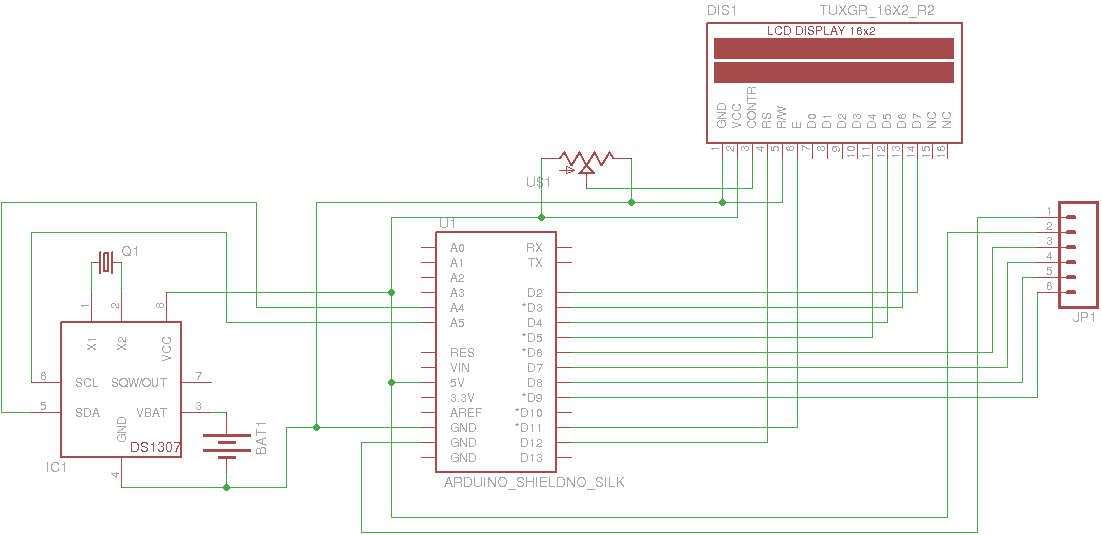 DIS1 TUXGR_16X2_R2
LCD DISPLAY 16x2
GND VCC CONTR RS R/W E D0 D1 D2 D3 D4 D5 D6 D7 NC NC
1 2 3 4 5 6 7 8 9 10 11 12 13 14 15 16
U$1
U1
A0 RX
A1 TX
A2
A3 D2
A4 *D3
A5 D4
*D5
RES *D6
VIN D7
5V D8
3.3V *D9
AREF *D10
GND *D11
GND D12
GND D13
ARDUINO_SHIELDNO_SILK
Q1
1 2 8
X1 X2 VCC
6 SCL SQW/OUT 7
5 SDA VBAT 3
GND
DS1307
IC1
4
BAT1
1
2
3
4
5
6
JP1